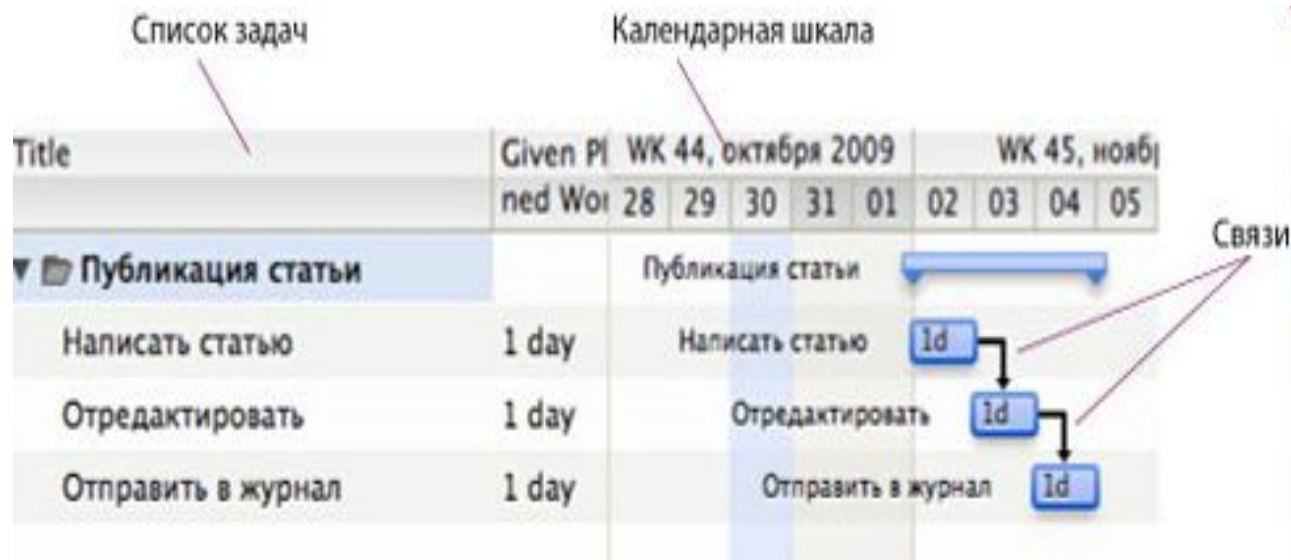 Список задач
Календарная шкала
Title
Given Pl
ned Wor
WK 44, октября 2009
WK 45, нояб
28 29 30 31 01 02 03 04 05
Связи
Публикация статьи
Публикация статьи
Написать статью
1 day
Написать статью
1d
Отредактировать
1 day
Отредактировать
1d
Отправить в журнал
1 day
Отправить в журнал
1d